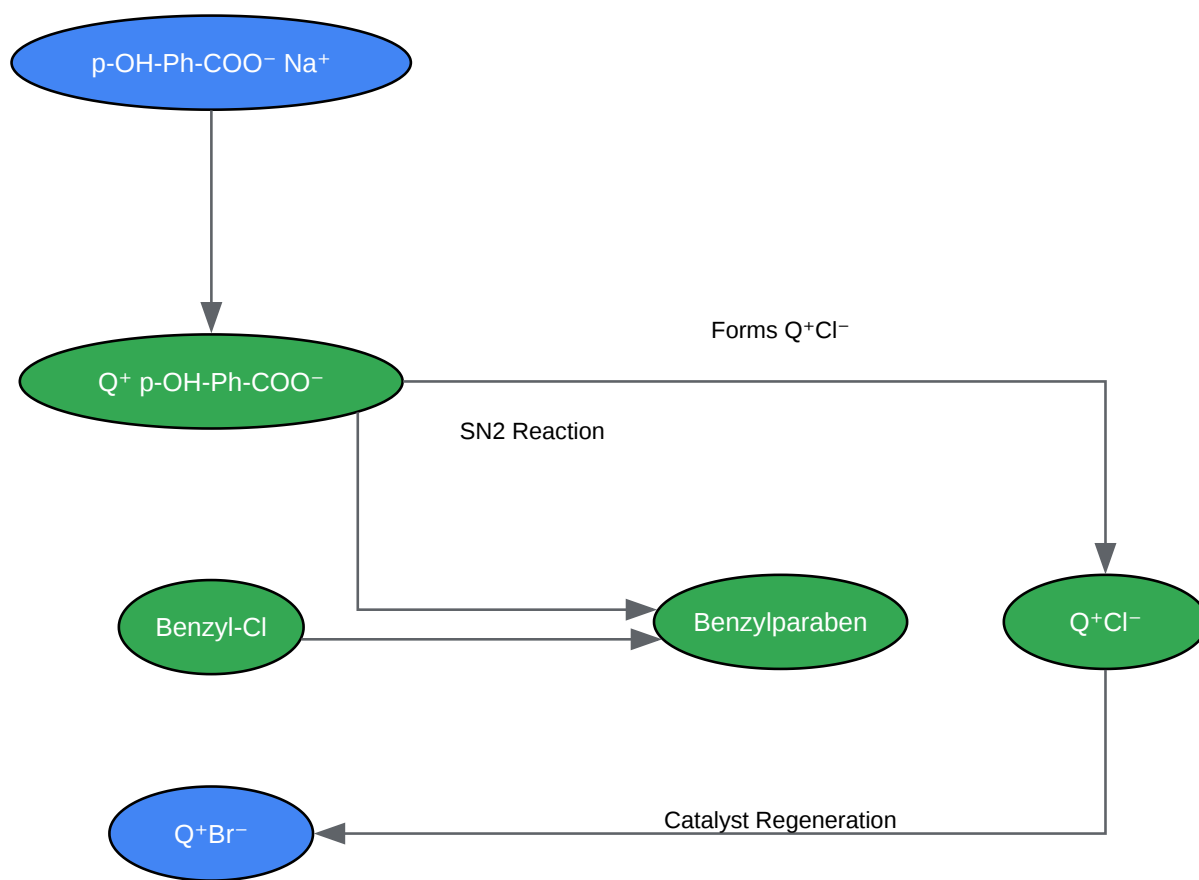 p-OH-Ph-COO⁻ Na⁺
Forms Q⁺Cl⁻
Q⁺ p-OH-Ph-COO⁻
SN2 Reaction
Benzyl-Cl
Benzylparaben
Q⁺Cl⁻
Catalyst Regeneration
Q⁺Br⁻